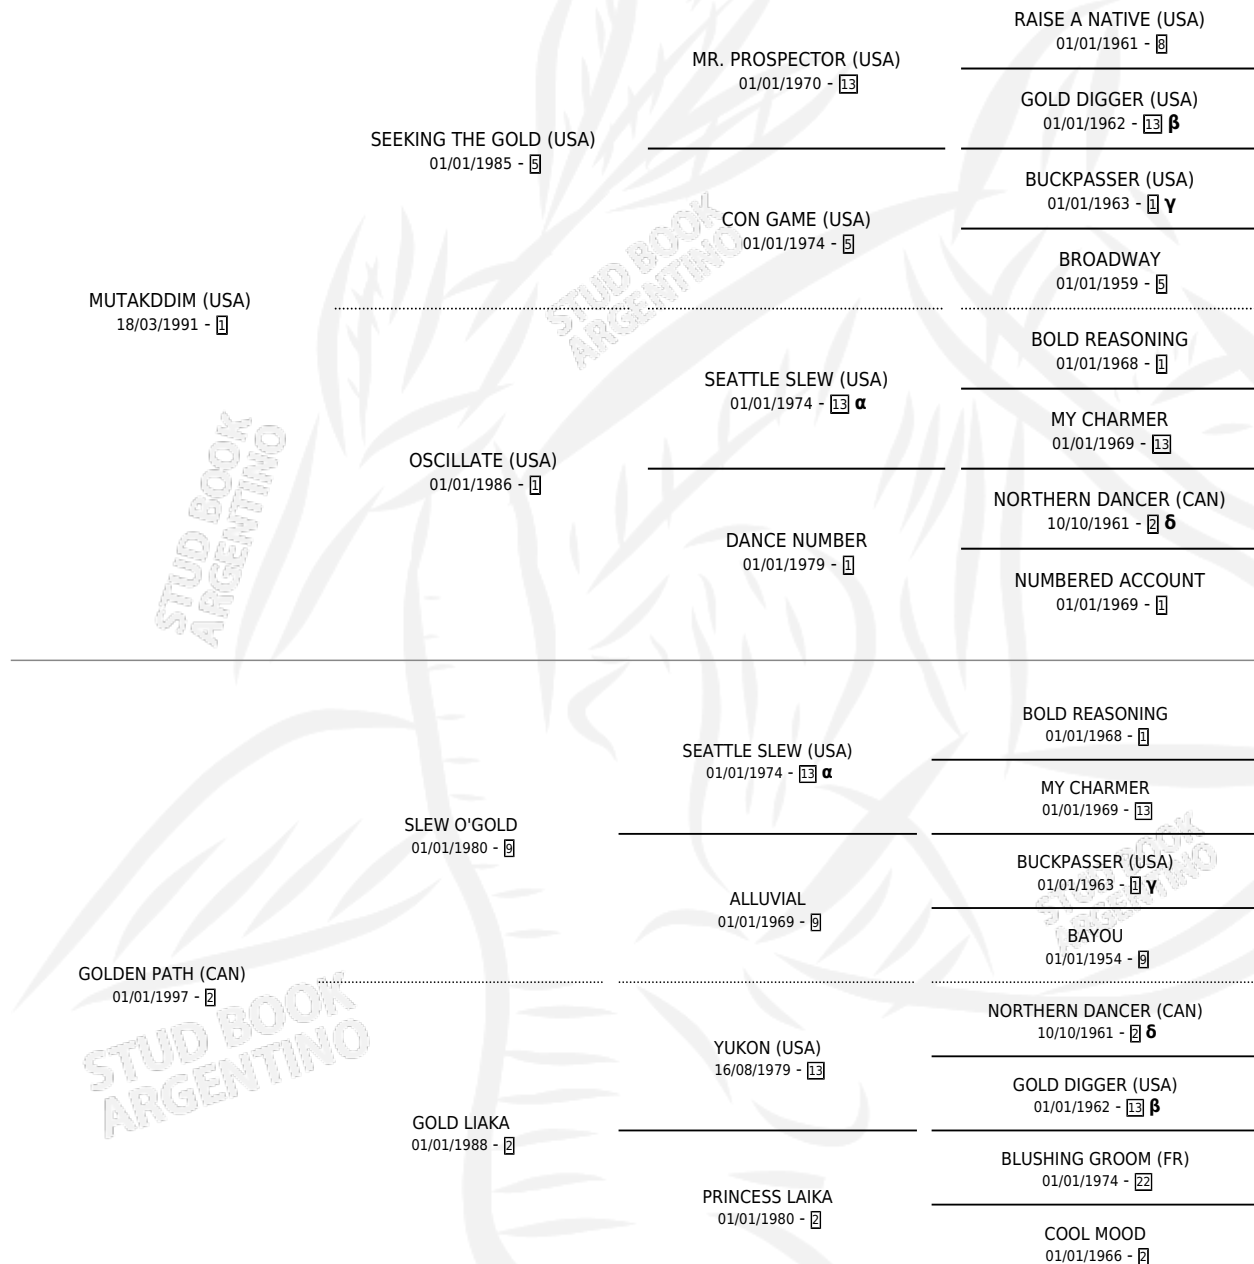 RAISE A NATIVE (USA)
01/01/1961 - 8
MR. PROSPECTOR (USA)
01/01/1970 - 13
GOLD DIGGER (USA)
01/01/1962 - 13 β
SEEKING THE GOLD (USA)
01/01/1985 - 5
BUCKPASSER (USA)
01/01/1963 - 1 γ
CON GAME (USA)
01/01/1974 - 5
BROADWAY
01/01/1959 - 5
STUD BOOK
ARGENTINO
MUTAKDDIM (USA)
18/03/1991 - 1
BOLD REASONING
01/01/1968 - 1
SEATTLE SLEW (USA)
01/01/1974 - 13 α
MY CHARMER
01/01/1969 - 13
OSCILLATE (USA)
01/01/1986 - 1
NORTHERN DANCER (CAN)
10/10/1961 - 2 δ
DANCE NUMBER
01/01/1979 - 1
NUMBERED ACCOUNT
01/01/1969 - 1
STUD BOOK
ARGENTINO
BOLD REASONING
01/01/1968 - 1
SEATTLE SLEW (USA)
01/01/1974 - 13 α
MY CHARMER
01/01/1969 - 13
SLEW O'GOLD
01/01/1980 - 9
BUCKPASSER (USA)
01/01/1963 - 1 γ
ALLUVIAL
01/01/1969 - 9
BAYOU
01/01/1954 - 9
STUD BOOK
ARGENTINO
GOLDEN PATH (CAN)
01/01/1997 - 2
NORTHERN DANCER (CAN)
10/10/1961 - 2 δ
YUKON (USA)
16/08/1979 - 13
GOLD DIGGER (USA)
01/01/1962 - 13 β
GOLD LIAKA
01/01/1988 - 2
BLUSHING GROOM (FR)
01/01/1974 - 22
PRINCESS LAIKA
01/01/1980 - 2
COOL MOOD
01/01/1966 - 2
STUD BOOK
ARGENTINO